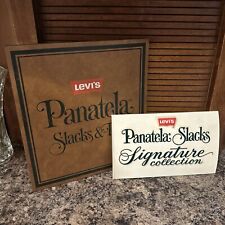 LEVI'S
Panatela:
Slacks &
LEVI'S
Panatela: Slacks
Signature
collection